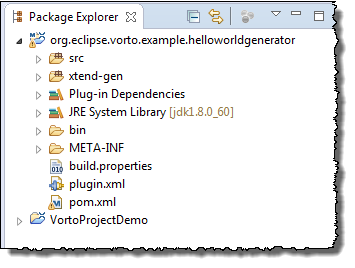 Package Explorer
org.eclipse.vorto.example.helloworldgenerator
src
xtend-gen
Plug-in Dependencies
JRE System Library [jdk1.8.0_60]
bin
META-INF
build.properties
plugin.xml
pom.xml
VortoProjectDemo